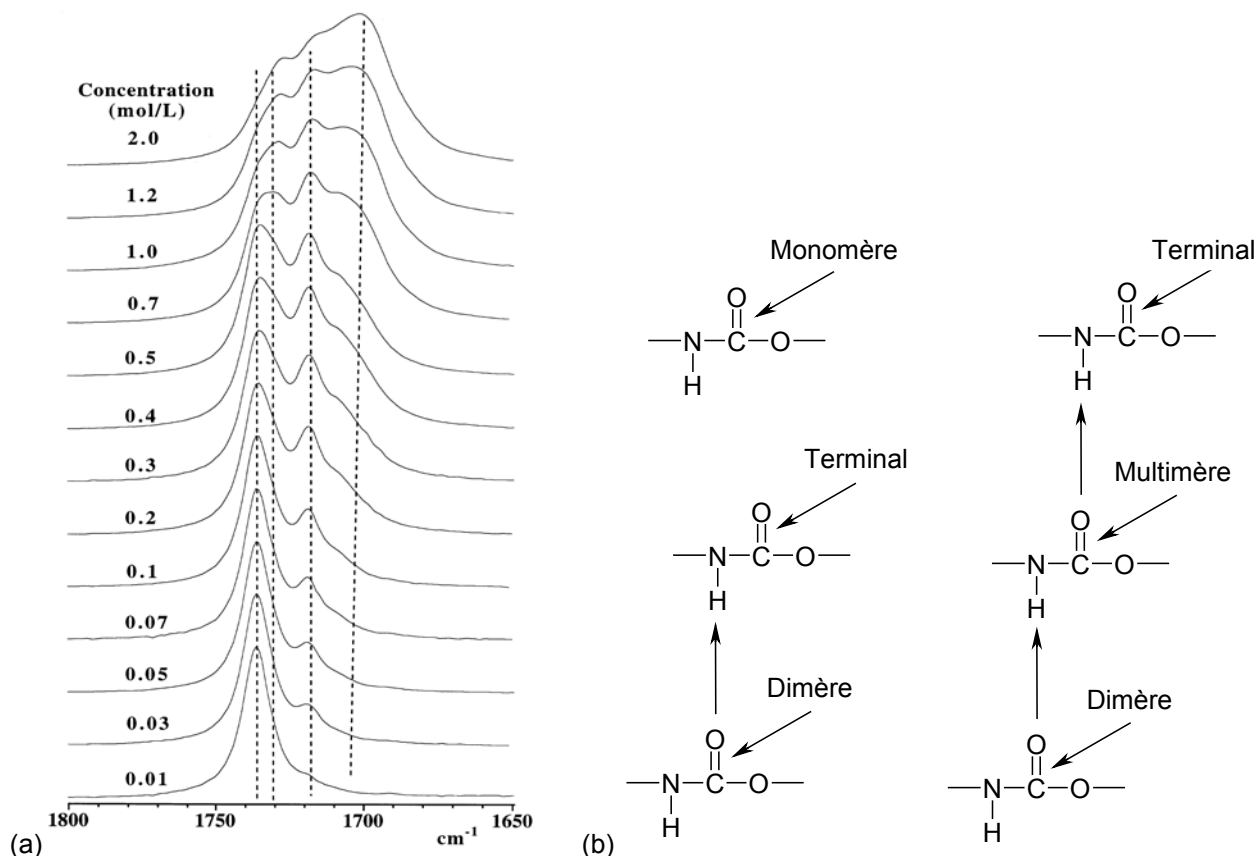 Concentration
(mol/L)
2.0
1.2
1.0
0.7
0.5
0.4
0.3
0.2
0.1
0.07
0.05
0.03
0.01
1800
1750
1700
1650
cm-1
(a)
Monomère
O
N
C
O
H
Terminal
O
N
C
O
H
Dimère
O
N
C
O
H
Terminal
O
N
C
O
H
Multimère
O
N
C
O
H
Dimère
O
N
C
O
H
(b)